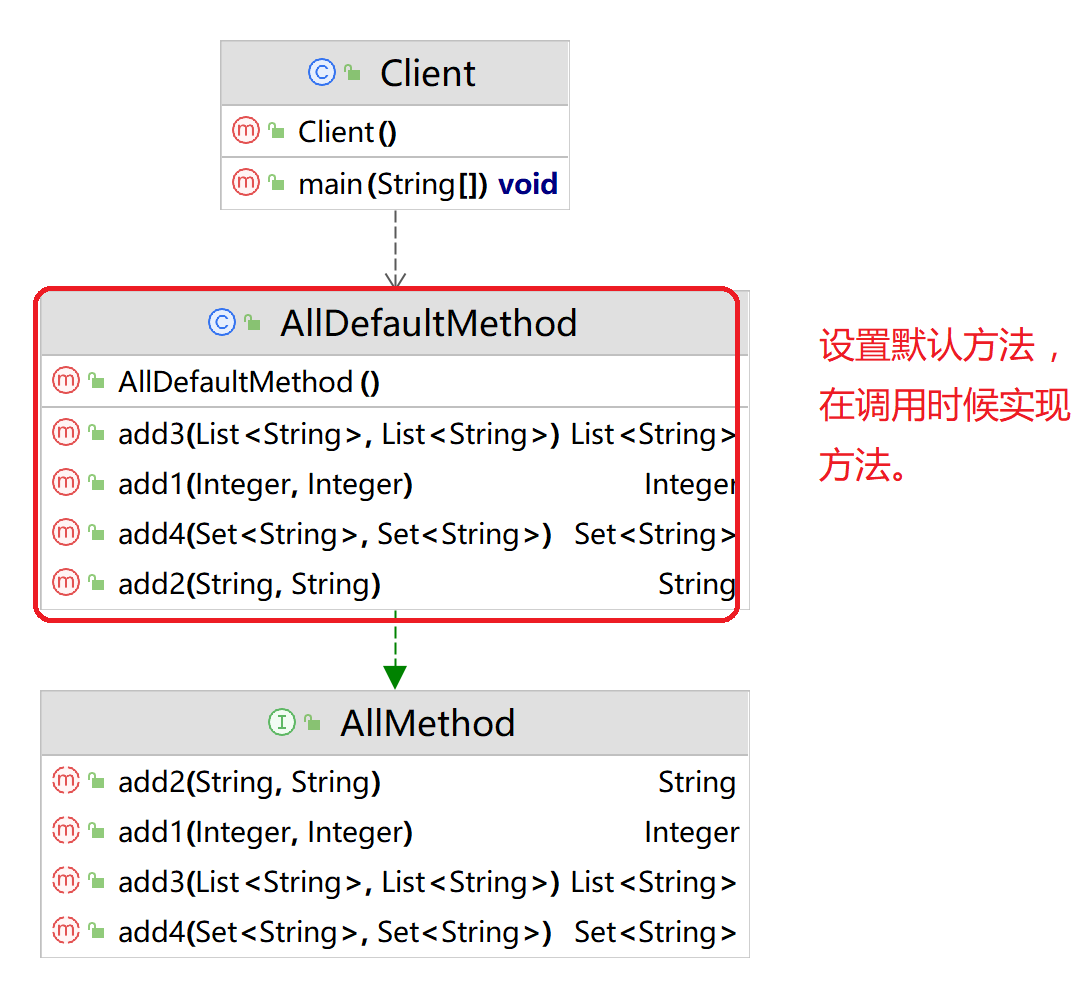 Client
Client()
main(String[]) void
AllDefaultMethod
AllDefaultMethod()
add3(List<String>, List<String>) List<String>
add1(Integer, Integer) Integer
add4(Set<String>, Set<String>) Set<String>
add2(String, String) String
设置默认方法，
在调用时候实现
方法。
AllMethod
add2(String, String) String
add1(Integer, Integer) Integer
add3(List<String>, List<String>) List<String>
add4(Set<String>, Set<String>) Set<String>